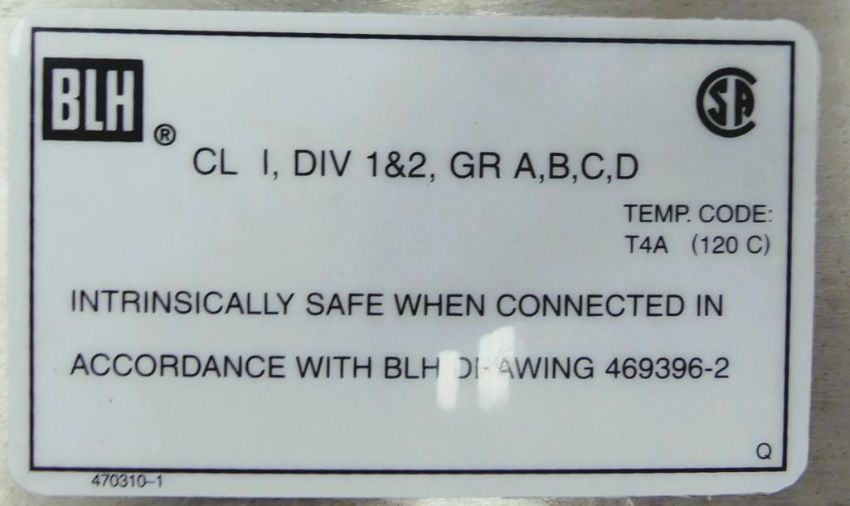 BLH ®
SA
CL I, DIV 1&2, GR A,B,C,D
TEMP. CODE:
T4A (120 C)
INTRINSICALLY SAFE WHEN CONNECTED IN
ACCORDANCE WITH BLH DRAWING 469396-2
Q
470310-1